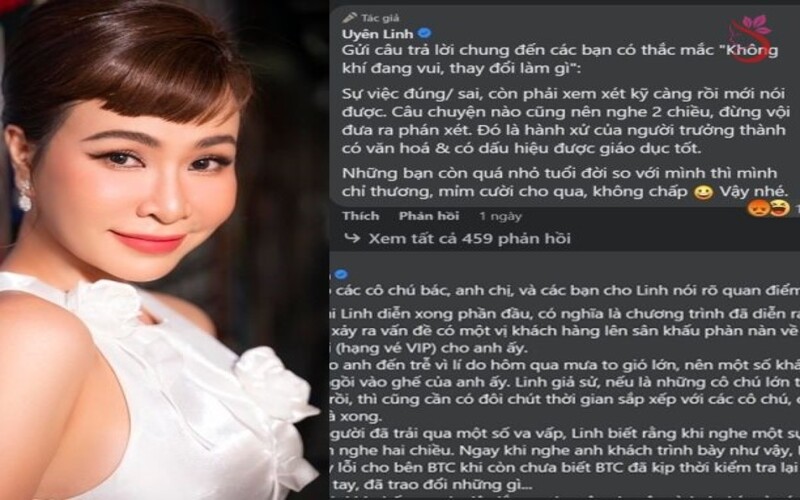 Tác giả
Uyên Linh
Gửi câu trả lời chung đến các bạn có thắc mắc "Không
khí đang vui, thay đổi làm gì":
Sự việc đúng/ sai, còn phải xem xét kỹ càng rồi mới nói
được. Câu chuyện nào cũng nên nghe 2 chiều, đừng vội
đưa ra phán xét. Đó là hành xử của người trưởng thành
có văn hoá & có dấu hiệu được giáo dục tốt.
Những bạn còn quá nhỏ tuổi đời so với mình thì mình
chỉ thương, mỉm cười cho qua, không chấp 😀 Vậy nhé.
Thích Phản hồi 1 ngày
Xem tất cả 459 phản hồi
các cô chú bác, anh chị, và các bạn cho Linh nói rõ quan điểm
Linh diễn xong phần đầu, có nghĩa là chương trình đã diễn ra
xảy ra vấn đề có một vị khách hàng lên sân khấu phàn nàn về
(hạng vé VIP) cho anh ấy.
anh đến trễ vì lí do hôm qua mưa to gió lớn, nên một số
ngồi vào ghế của anh ấy. Linh giả sử, nếu là những cô chú lớn
rồi, thì cũng cần có đôi chút thời gian sắp xếp với các cô chú,
xong.
người đã trải qua một số va vấp, Linh biết rằng khi nghe một
nghe hai chiều. Ngay khi nghe anh khách trình bày như vậy,
lỗi cho bên BTC khi còn chưa biết BTC đã kịp thời kiểm tra lại
tay, đã trao đổi những gì...